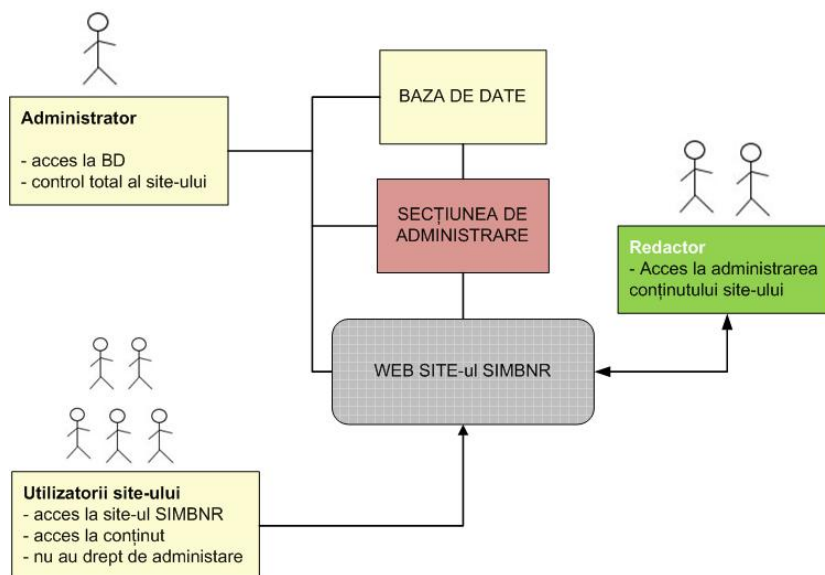 Administrator
- acces la BD
- control total al site-ului
BAZA DE DATE
SECȚIUNEA DE
ADMINISTRARE
Redactor
- Acces la administrarea
conținutului site-ului
WEB SITE-ul SIMBNR
Utilizatorii site-ului
- acces la site-ul SIMBNR
- acces la conținut
- nu au drept de administare